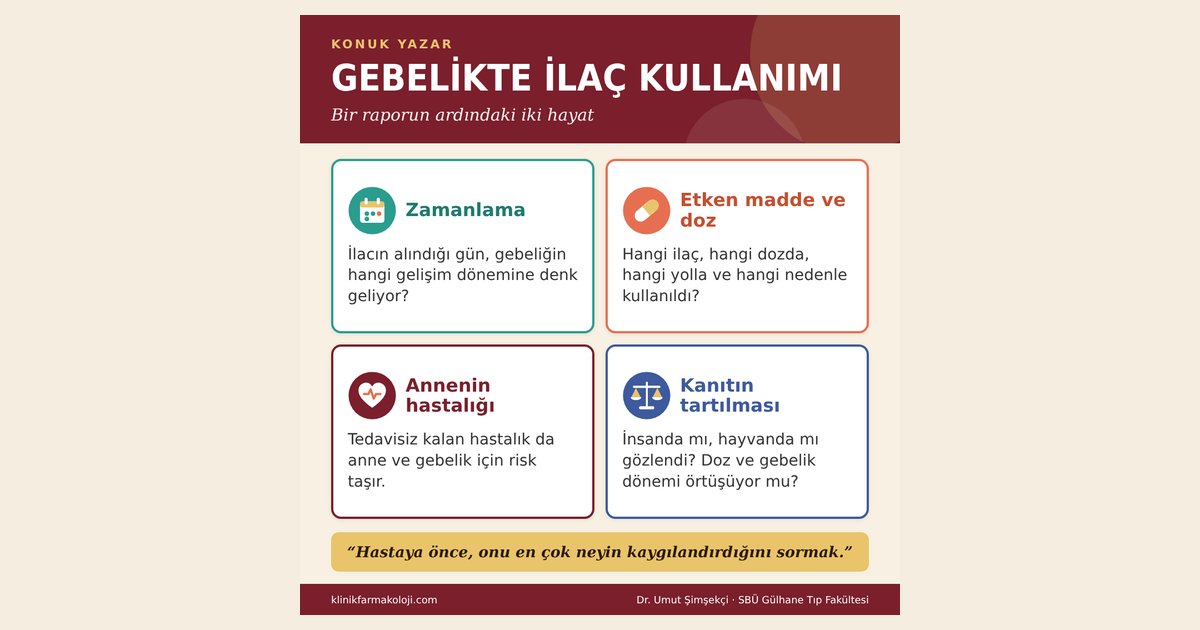 KONUK YAZAR
GEBELİKTE İLAÇ KULLANIMI
Bir raporun ardındaki iki hayat
Zamanlama
İlacın alındığı gün, gebeliğin
hangi gelişim dönemine denk
geliyor?
Etken madde ve
doz
Hangi ilaç, hangi dozda,
hangi yolla ve hangi nedenle
kullanıldı?
Annenin
hastalığı
Tedavisiz kalan hastalık da
anne ve gebelik için risk
taşır.
Kanıtın
tartılması
İnsanda mı, hayvanda mı
gözlendi? Doz ve gebelik
dönemi örtüşüyor mu?
“Hastaya önce, onu en çok neyin kaygılandırdığını sormak.”
klinikfarmakoloji.com
Dr. Umut Şimşekçi · SBÜ Gülhane Tıp Fakültesi